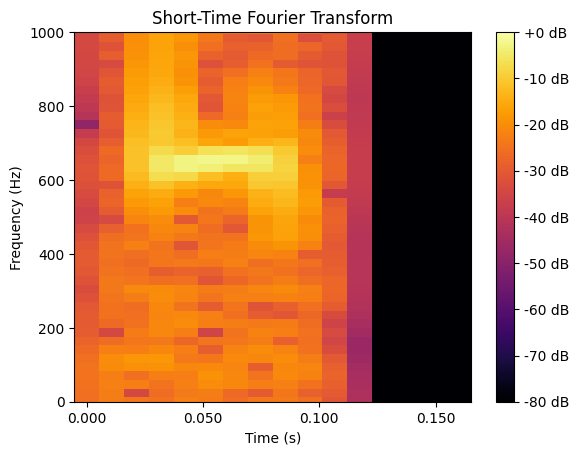 Short-Time Fourier Transform
Frequency (Hz)
1000
800
600
400
200
0
0.000
0.050
0.100
0.150
Time (s)
+0 dB
-10 dB
-20 dB
-30 dB
-40 dB
-50 dB
-60 dB
-70 dB
-80 dB